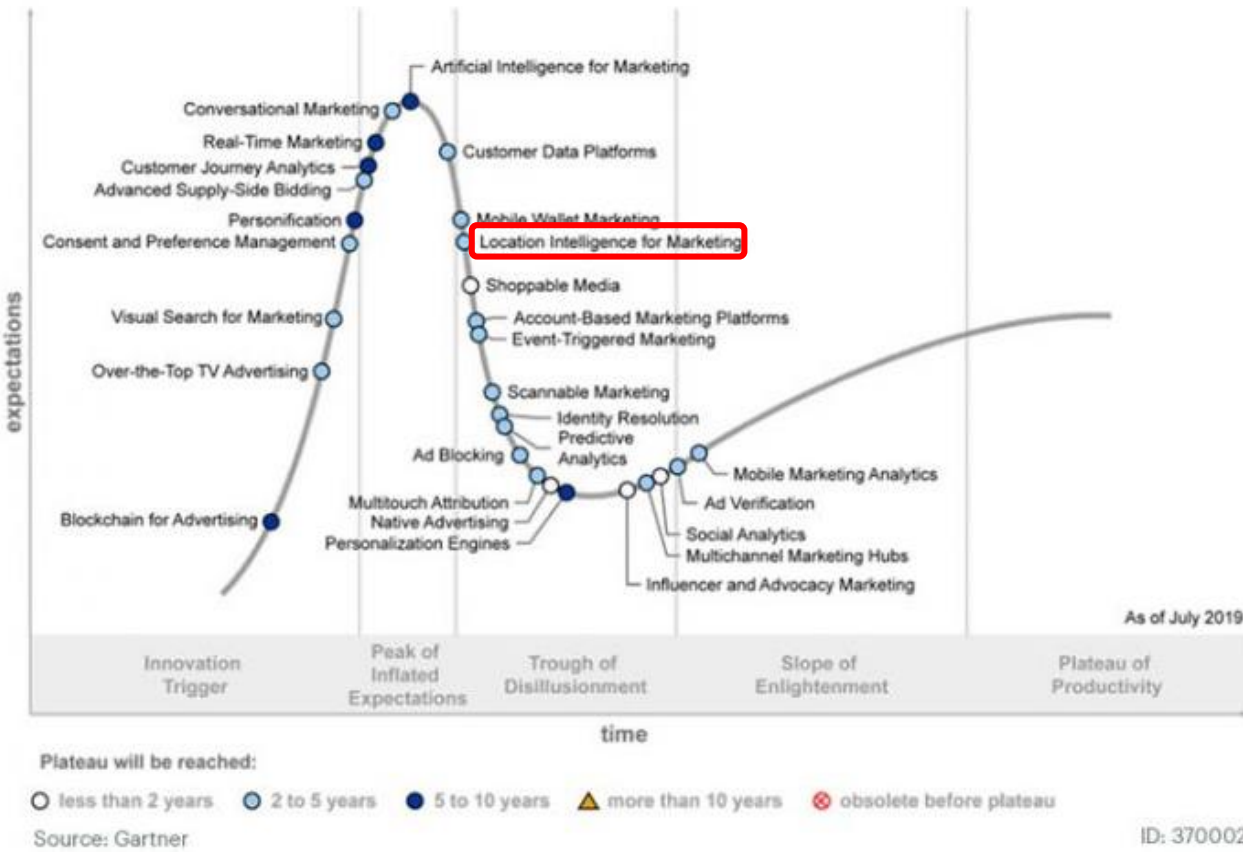 Artificial Intelligence for Marketing
Conversational Marketing
Real-Time Marketing
Customer Journey Analytics
Advanced Supply-Side Bidding
Personification
Consent and Preference Management
Visual Search for Marketing
Over-the-Top TV Advertising
Blockchain for Advertising
Customer Data Platforms
Mobile Wallet Marketing
Location Intelligence for Marketing
Shoppable Media
Account-Based Marketing Platforms
Event-Triggered Marketing
Scannable Marketing
Identity Resolution
Predictive
Analytics
Ad Blocking
Multitouch Attribution
Native Advertising
Personalization Engines
Mobile Marketing Analytics
Ad Verification
Social Analytics
Multichannel Marketing Hubs
Influencer and Advocacy Marketing
expectations
As of July 2019
Innovation
Trigger
Peak of
Inflated
Expectations
Trough of
Disillusionment
Slope of
Enlightenment
Plateau of
Productivity
time
Plateau will be reached:
less than 2 years
2 to 5 years
5 to 10 years
more than 10 years
obsolete before plateau
Source: Gartner
ID: 370002